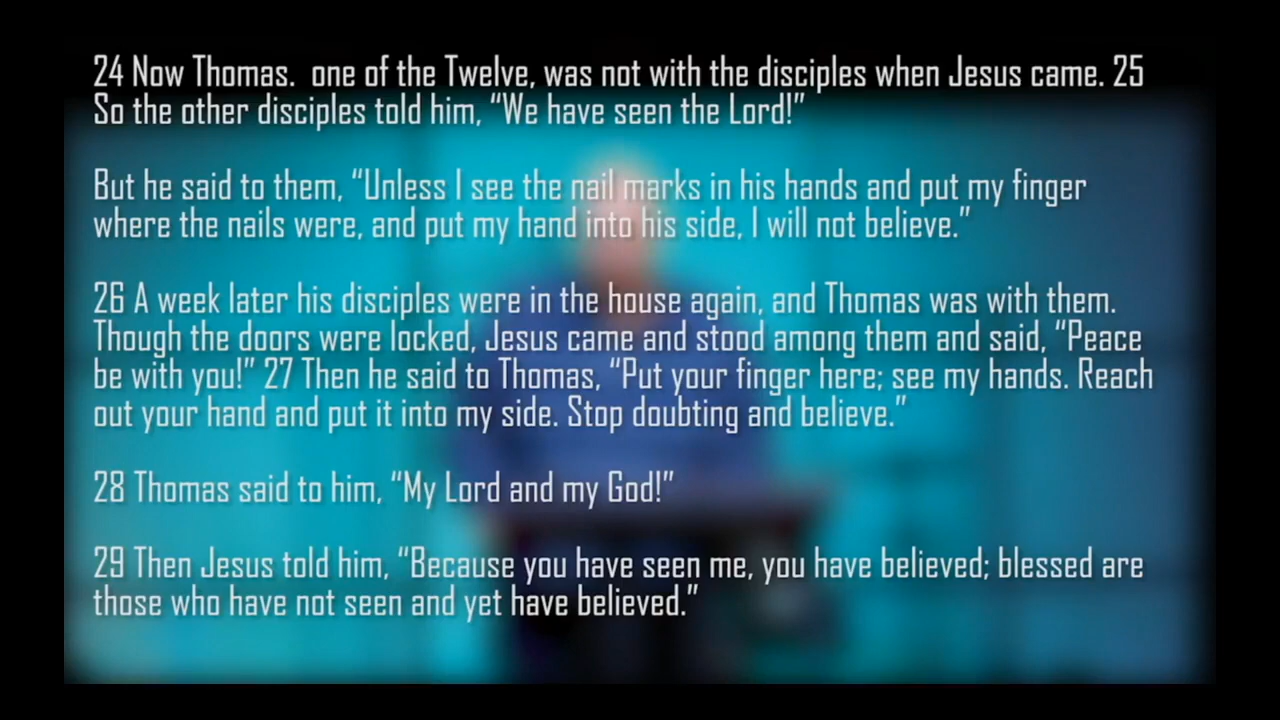 24 Now Thomas.  one of the Twelve, was not with the disciples when Jesus came. 25
So the other disciples told him, “We have seen the Lord!”
But he said to them, “Unless I see the nail marks in his hands and put my finger
where the nails were, and put my hand into his side, I will not believe.”
26 A week later his disciples were in the house again, and Thomas was with them.
Though the doors were locked, Jesus came and stood among them and said, “Peace
be with you!” 27 Then he said to Thomas, “Put your finger here; see my hands. Reach
out your hand and put it into my side. Stop doubting and believe.”
28 Thomas said to him, “My Lord and my God!”
29 Then Jesus told him, “Because you have seen me, you have believed; blessed are
those who have not seen and yet have believed.”